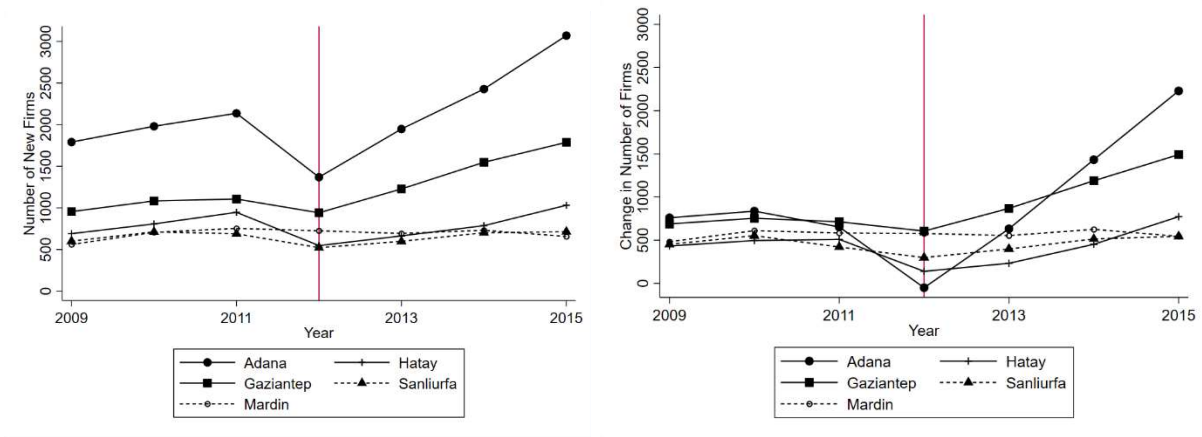 Number of New Firms
3000
2500
2000
1500
1000
500
0
2009
2011
2013
2015
Year
Adana
Hatay
Gaziantep
Sanliurfa
Mardin
Change in Number of Firms
3000
2500
2000
1500
1000
500
0
2009
2011
2013
2015
Year
Adana
Hatay
Gaziantep
Sanliurfa
Mardin